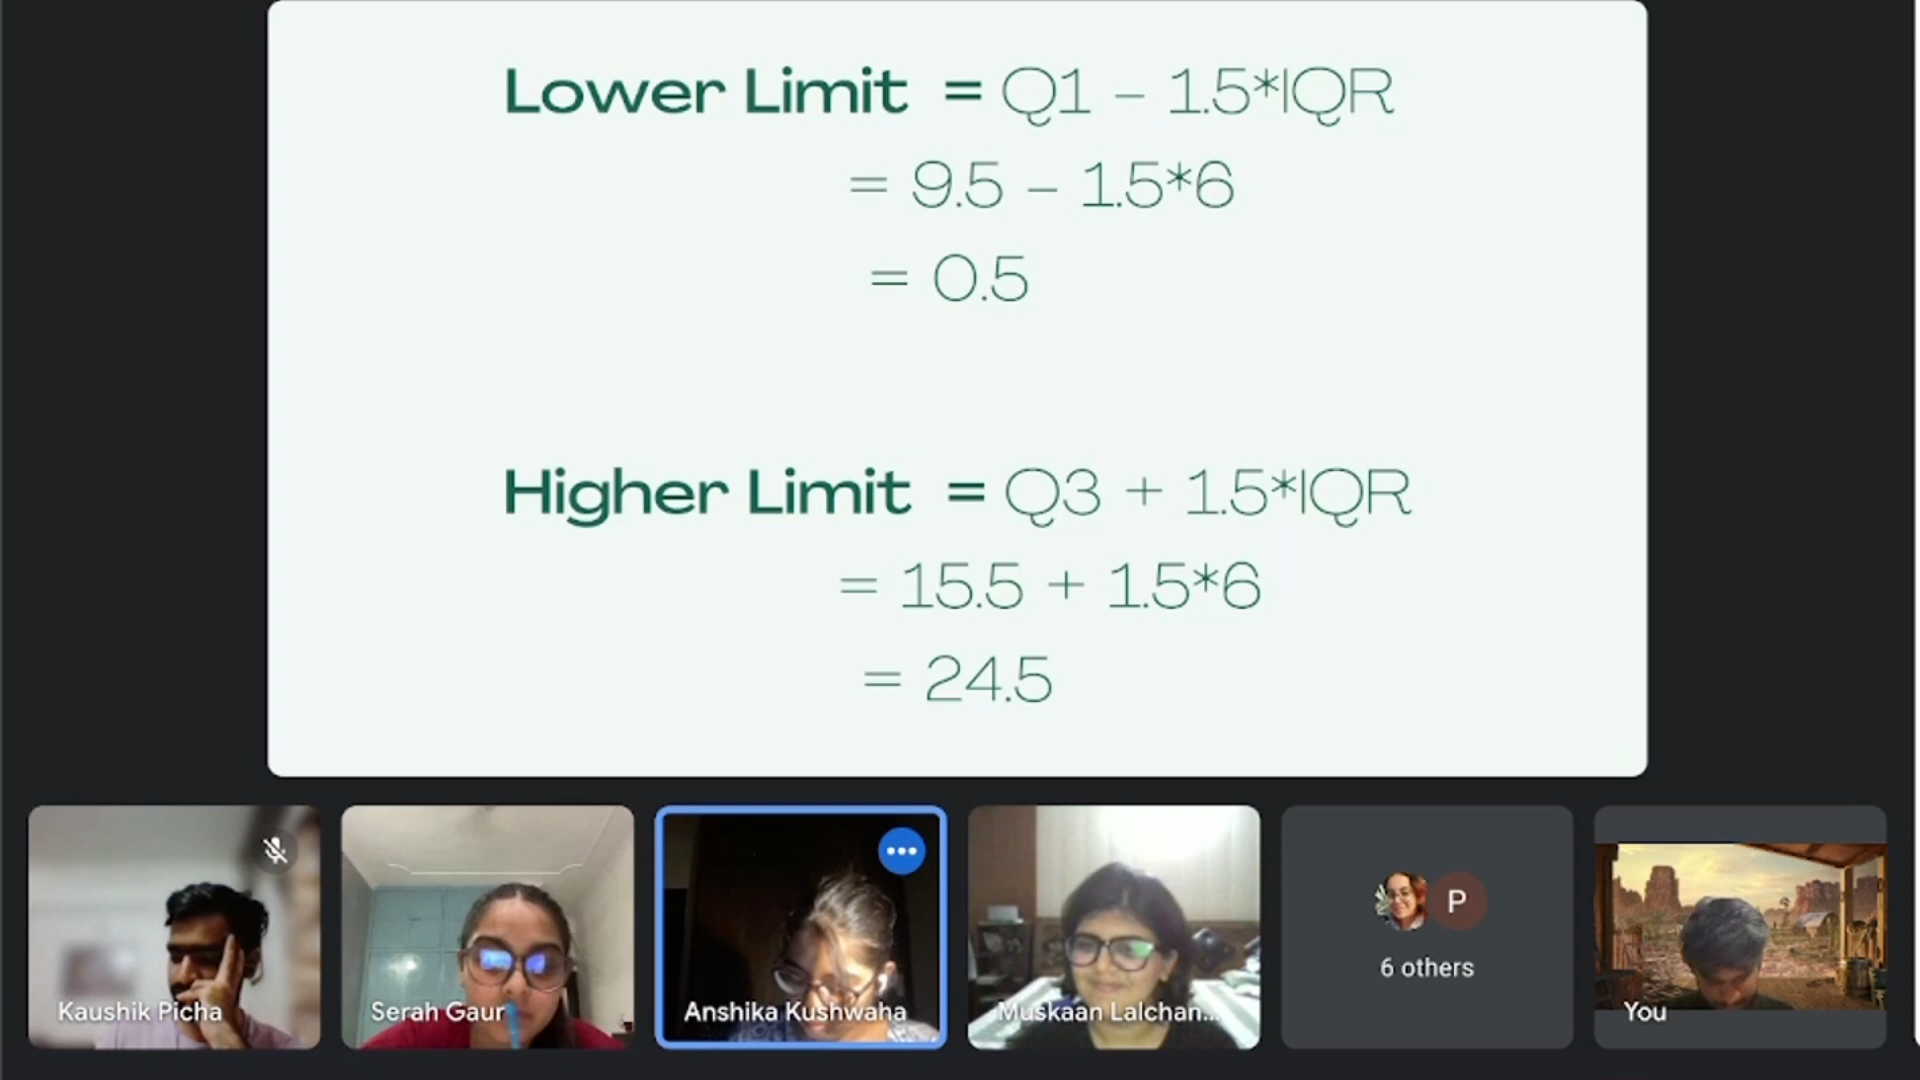 Lower Limit = Q1 – 1.5*IQR
= 9.5 – 1.5*6
= 0.5
Higher Limit = Q3 + 1.5*IQR
= 15.5 + 1.5*6
= 24.5
Kaushik Picha
Serah Gaur
Anshika Kushwaha
Muskaan Lalchan...
P
6 others
You